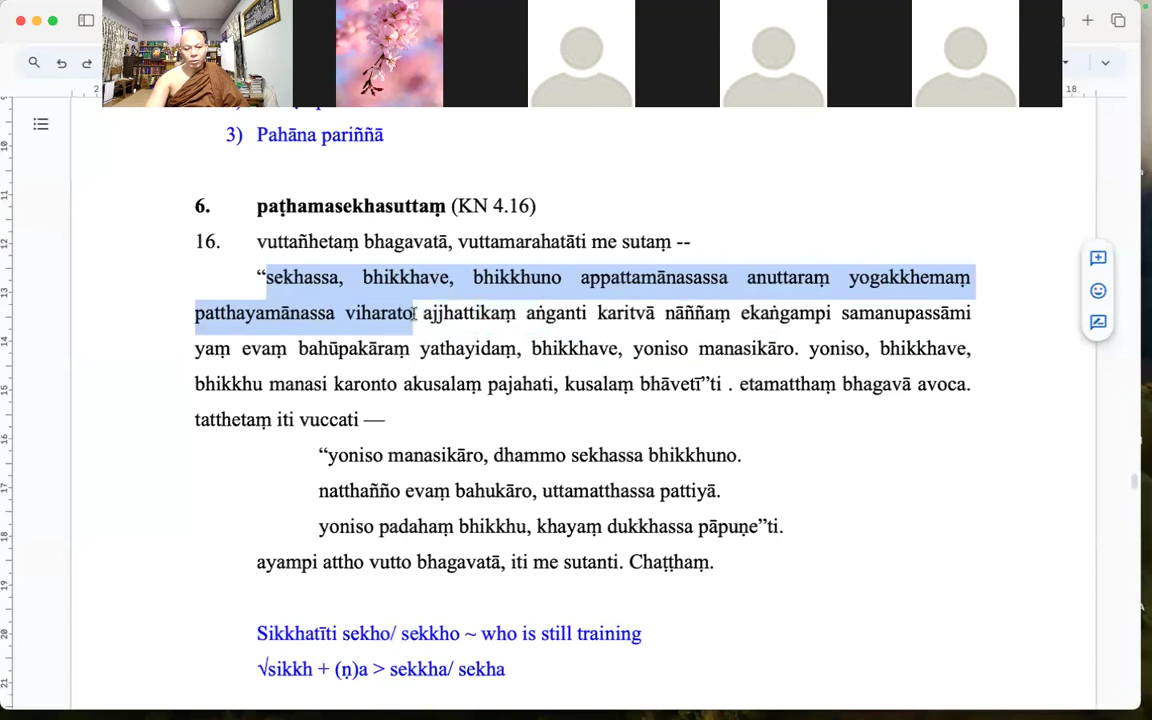 18
3) Pahāna pariññā
6. paṭhamasekhasuttaṃ (KN 4.16)
16. vuttañhetaṃ bhagavatā, vuttamarahatāti me sutaṃ --
“sekhassa, bhikkhave, bhikkhuno appattamānasassa anuttaraṃ yogakkhemaṃ
patthayamānassa viharato ajjhattikaṃ aṅganti karitvā nāññaṃ ekaṅgampi samanupassāmi
yaṃ evaṃ bahūpakāraṃ yathayidaṃ, bhikkhave, yoniso manasikāro. yoniso, bhikkhave,
bhikkhu manasi karonto akusalaṃ pajahati, kusalaṃ bhāvetī”ti . etamatthaṃ bhagavā avoca.
tatthetaṃ iti vuccati —
“yoniso manasikāro, dhammo sekhassa bhikkhuno.
natthañño evaṃ bahukāro, uttamatthassa pattiyā.
yoniso padahaṃ bhikkhu, khayaṃ dukkhassa pāpuṇe”ti.
ayampi attho vutto bhagavatā, iti me sutanti. Chaṭṭhaṃ.
Sikkhatīti sekho/ sekkho ~ who is still training
√sikkh + (ṇ)a > sekkha/ sekha